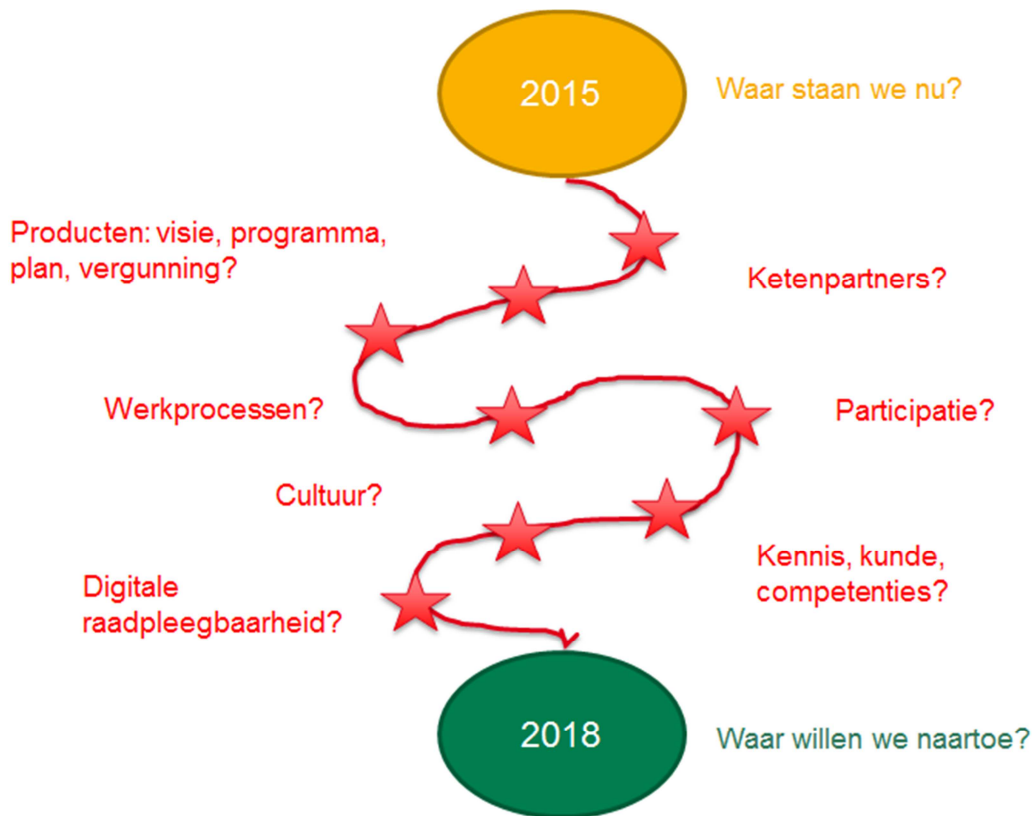 2015
Waar staan we nu?
Producten: visie, programma,
plan, vergunning?
Ketenpartners?
Werkprocessen?
Participatie?
Cultuur?
Kennis, kunde,
competenties?
Digitale
raadpleegbaarheid?
2018
Waar willen we naartoe?